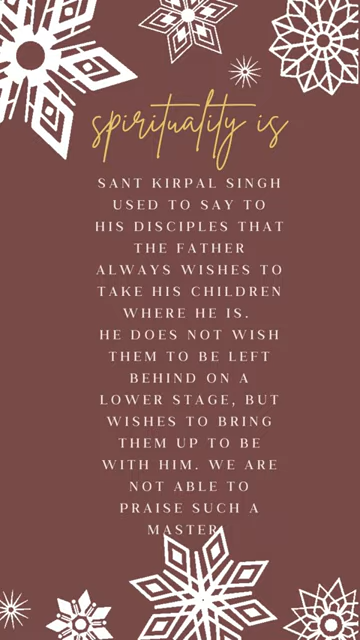 spirituality is
SANT KIRPAL SINGH
USED TO SAY TO
HIS DISCIPLES THAT
THE FATHER
ALWAYS WISHES TO
TAKE HIS CHILDREN
WHERE HE IS.
HE DOES NOT WISH
THEM TO BE LEFT
BEHIND ON A
LOWER STAGE, BUT
WISHES TO BRING
THEM UP TO BE
WITH HIM. WE ARE
NOT ABLE TO
PRAISE SUCH A
MASTER